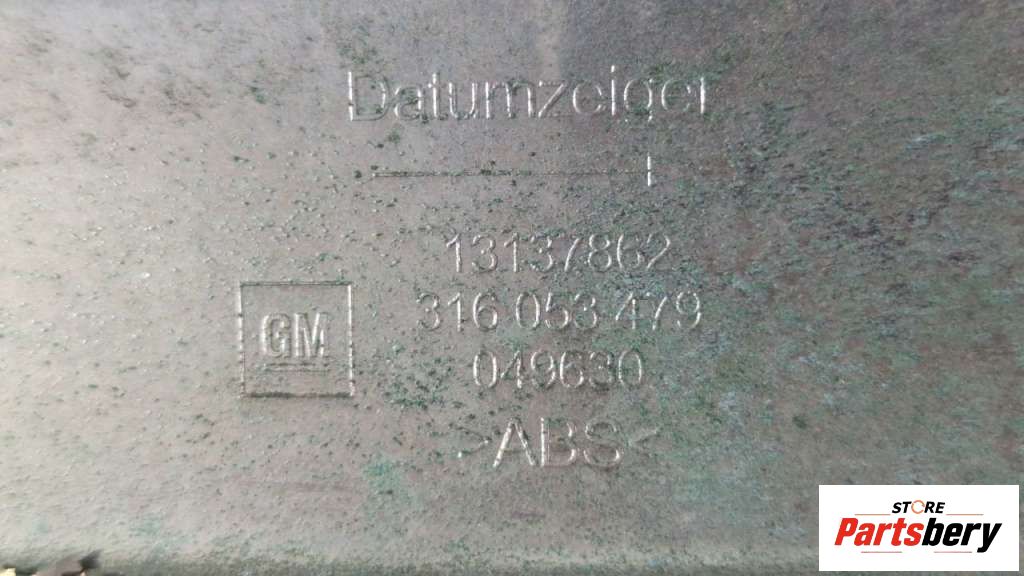 Datumzeiger
13137862
GM
316 053 479
049630
>ABS<
STORE
Partsbery